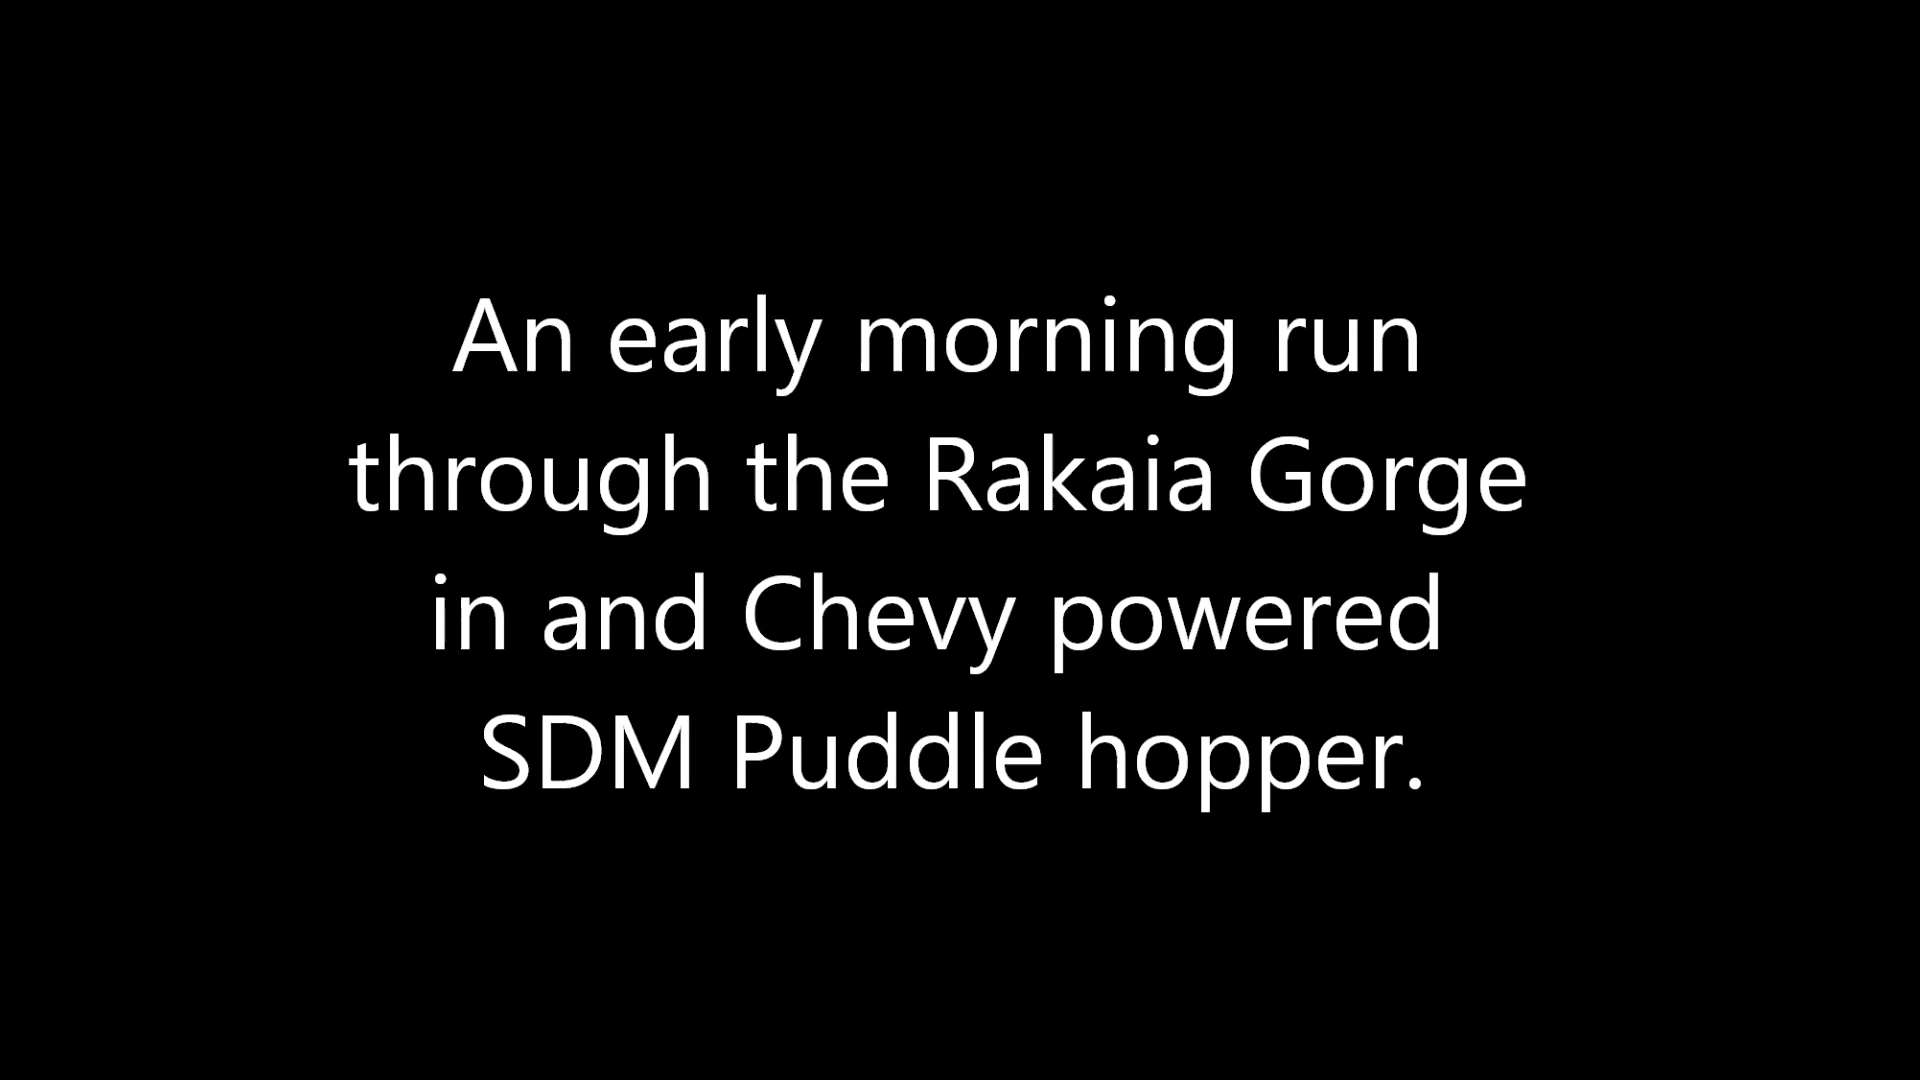 An early morning run
through the Rakaia Gorge
in and Chevy powered
SDM Puddle hopper.